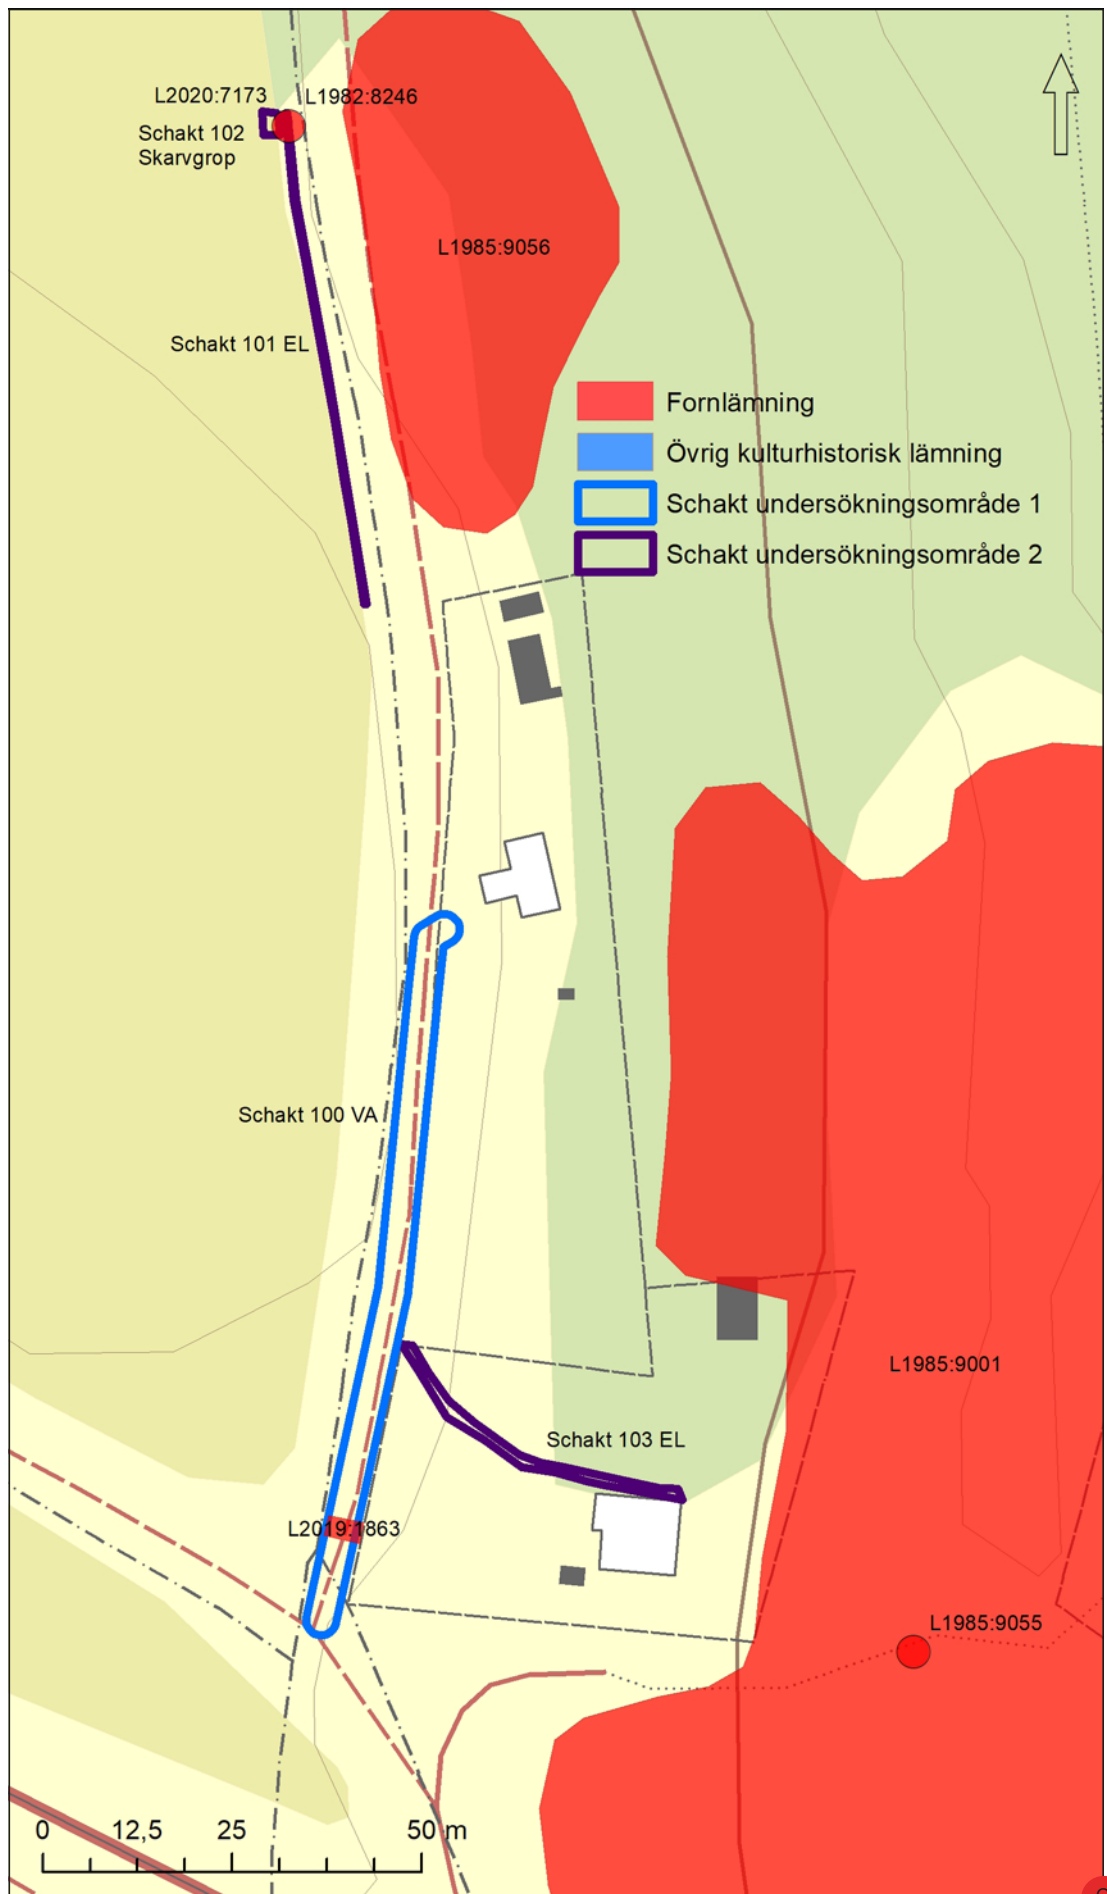 L2020:7173
L1982:8246
Schakt 102
Skarvgrop
L1985:9056
Schakt 101 EL
Fornlämning
Övrig kulturhistorisk lämning
Schakt undersökningsområde 1
Schakt undersökningsområde 2
Schakt 100 VA
L1985:9001
Schakt 103 EL
L2019:1863
L1985:9055
0 12,5 25 50 m